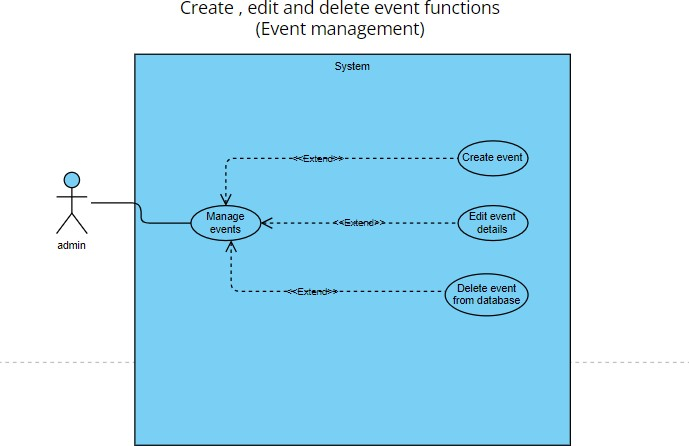 Create , edit and delete event functions
(Event management)
System
<<Extend>>
Create event
admin
Manage
events
<<Extend>>
Edit event
details
<<Extend>>
Delete event
from database